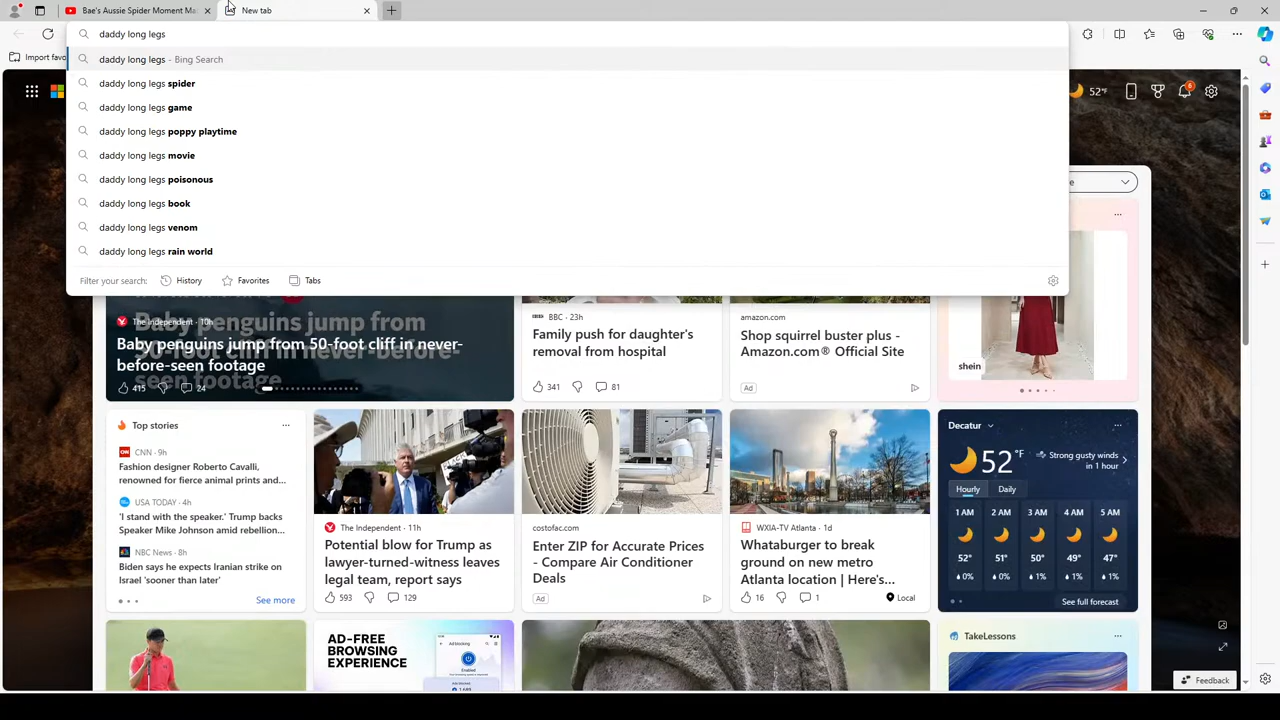 Bae's Aussie Spider Moment Ma
New tab
daddy long legs
Import favo
daddy long legs - Bing Search
daddy long legs spider
daddy long legs game
daddy long legs poppy playtime
daddy long legs movie
daddy long legs poisonous
daddy long legs book
daddy long legs venom
daddy long legs rain world
Filter your search: History Favorites Tabs
52°F
6
The Independent · 10h
Baby penguins jump from 50-foot cliff in never-
before-seen footage
415 24
BBC · 23h
Family push for daughter's
removal from hospital
341 81
amazon.com
Shop squirrel buster plus -
Amazon.com® Official Site
Ad
shein
Top stories
CNN · 9h
Fashion designer Roberto Cavalli,
renowned for fierce animal prints and...
USA TODAY · 4h
'I stand with the speaker.' Trump backs
Speaker Mike Johnson amid rebellion...
NBC News · 8h
Biden says he expects Iranian strike on
Israel 'sooner than later'
See more
The Independent · 11h
Potential blow for Trump as
lawyer-turned-witness leaves
legal team, report says
593 129
costofac.com
Enter ZIP for Accurate Prices
- Compare Air Conditioner
Deals
Ad
WXIA-TV Atlanta · 1d
Whataburger to break
ground on new metro
Atlanta location | Here's...
16 1 Local
Decatur
52°F
Strong gusty winds
in 1 hour
Hourly Daily
1 AM 2 AM 3 AM 4 AM 5 AM
52° 51° 50° 49° 47°
0% 0% 1% 1% 1%
See full forecast
AD-FREE
BROWSING
EXPERIENCE
TakeLessons
Feedback